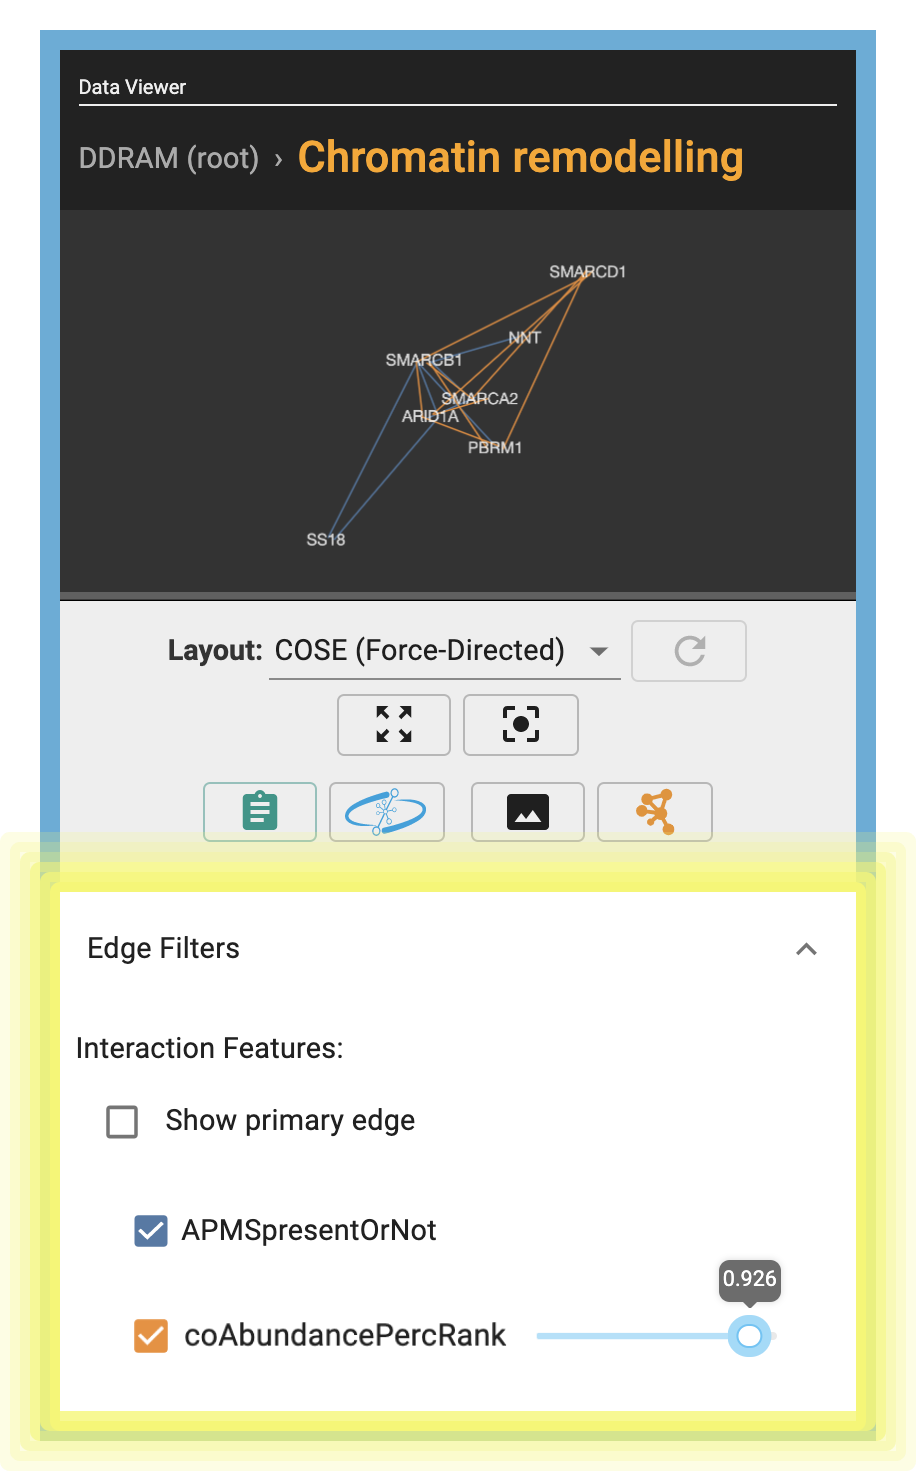 Data Viewer
DDRAM (root) › Chromatin remodelling
SMARCD1
NNT
SMARCB1
SMARCA2
ARID1A
PBRM1
SS18
Layout: COSE (Force-Directed)
Edge Filters
Interaction Features:
Show primary edge
APMSpresentOrNot
0.926
coAbundancePercRank